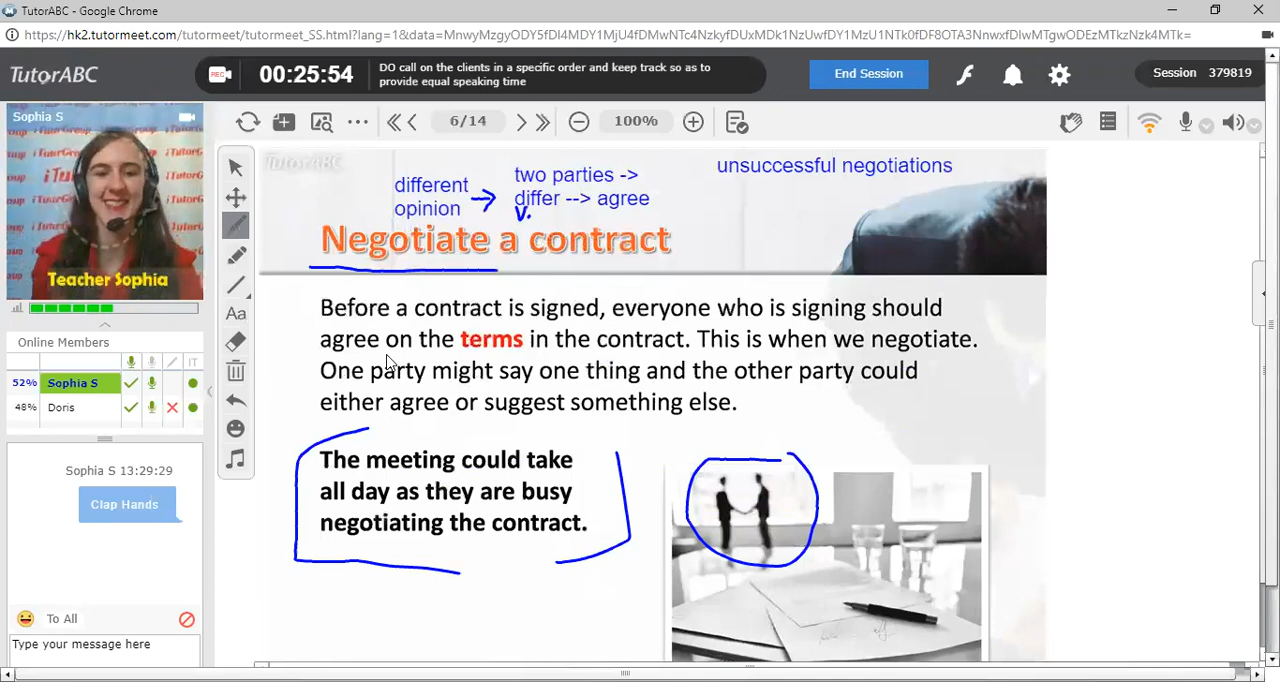 TutorABC - Google Chrome
https://hk2.tutormeet.com/tutormeet/tutormeet_SS.html?lang=1&data=
TutorABC
REC
00:25:54
DO call on the clients in a specific order and keep track so as to
provide equal speaking time
End Session
Session 379819
Sophia S
Teacher Sophia
Online Members
IT
52% Sophia S
48% Doris
Sophia S 13:29:29
Clap Hands
To All
Type your message here
6/14
100%
Aa
TutorABC
different
opinion
two parties ->
differ --> agree
v.
unsuccessful negotiations
Negotiate a contract
Before a contract is signed, everyone who is signing should
agree on the terms in the contract. This is when we negotiate.
One party might say one thing and the other party could
either agree or suggest something else.
The meeting could take
all day as they are busy
negotiating the contract.